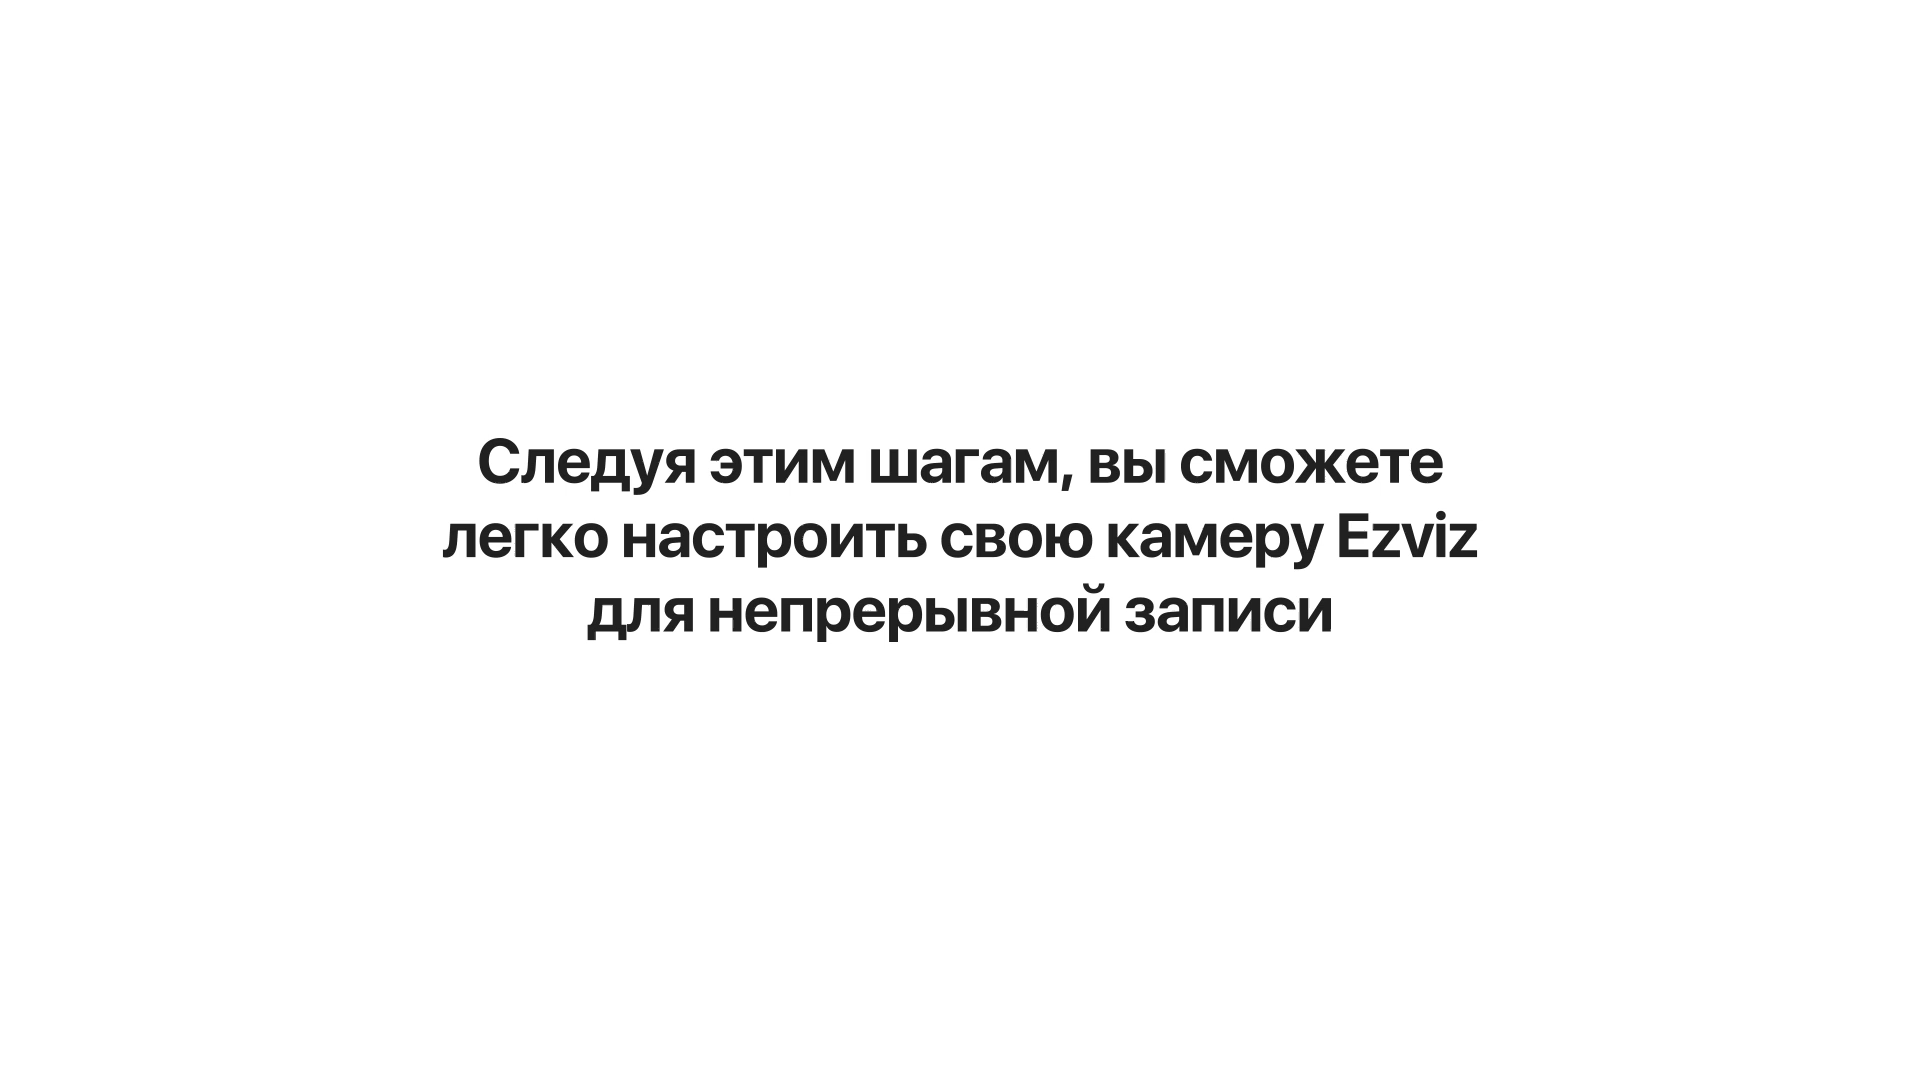 Следуя этим шагам, вы сможете
легко настроить свою камеру Ezviz
для непрерывной записи